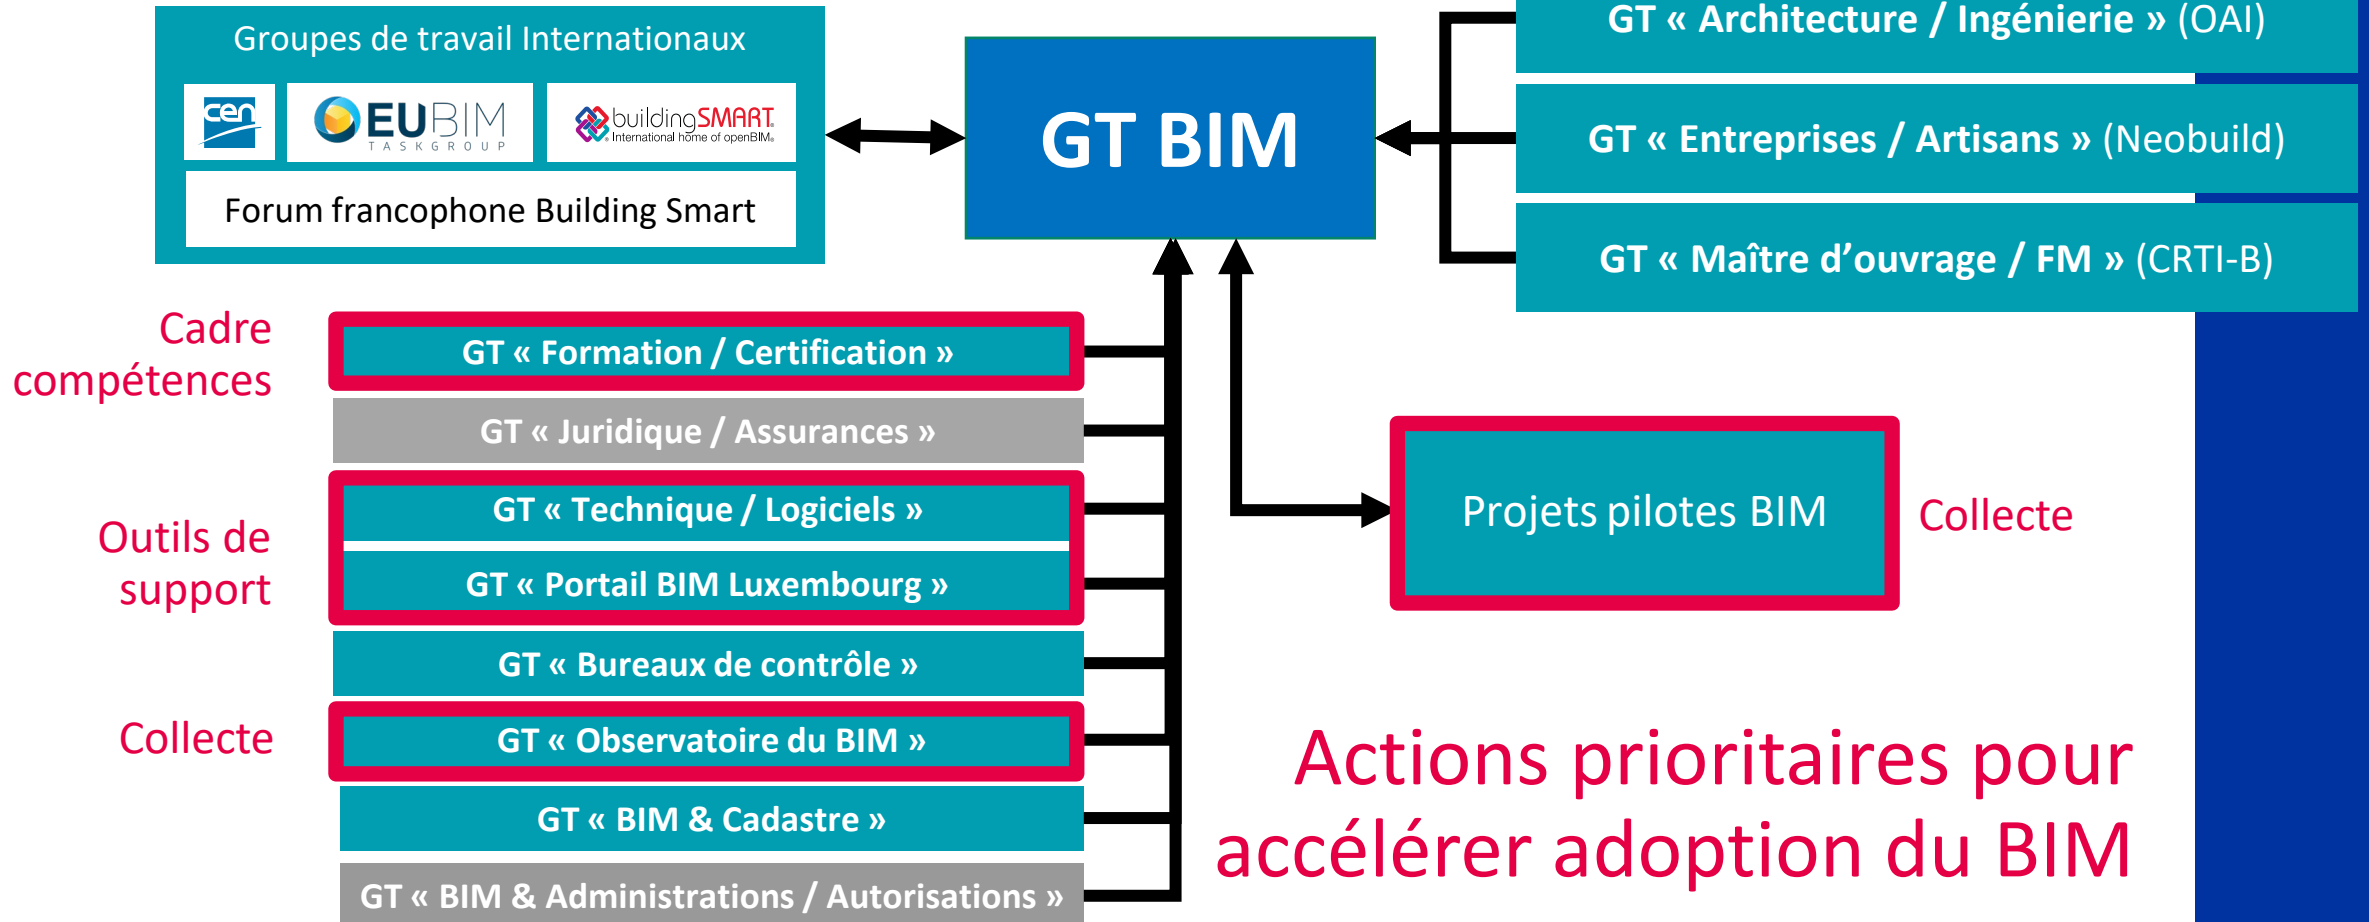 Groupes de travail Internationaux
cen
EUBIM
TASKGROUP
buildingSMART
International home of openBIM
Forum francophone Building Smart
GT BIM
GT « Architecture / Ingénierie » (OAI)
GT « Entreprises / Artisans » (Neobuild)
GT « Maître d’ouvrage / FM » (CRTI-B)
Cadre
compétences
GT « Formation / Certification »
GT « Juridique / Assurances »
Outils de
support
GT « Technique / Logiciels »
GT « Portail BIM Luxembourg »
GT « Bureaux de contrôle »
Collecte
GT « Observatoire du BIM »
GT « BIM & Cadastre »
GT « BIM & Administrations / Autorisations »
Projets pilotes BIM
Collecte
Actions prioritaires pour
accélérer adoption du BIM